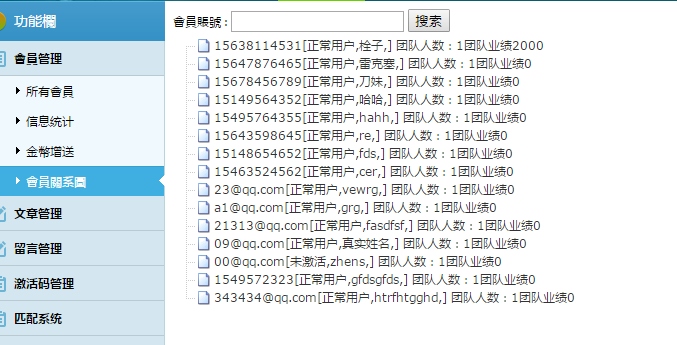 功能欄
會員管理
所有會員
信息统计
金幣增送
會員關系圖
文章管理
留言管理
激活码管理
匹配系统
會員賬號： 搜索
15638114531[正常用户,栓子,] 团队人数：1团队业绩2000
15647876465[正常用户,雷克塞,] 团队人数：1团队业绩0
15678456789[正常用户,刀妹,] 团队人数：1团队业绩0
15149564352[正常用户,哈哈,] 团队人数：1团队业绩0
15495764355[正常用户,hahh,] 团队人数：1团队业绩0
15643598645[正常用户,re,] 团队人数：1团队业绩0
15148654652[正常用户,fds,] 团队人数：1团队业绩0
15463524562[正常用户,cer,] 团队人数：1团队业绩0
23@qq.com[正常用户,vewrg,] 团队人数：1团队业绩0
a1@qq.com[正常用户,grg,] 团队人数：1团队业绩0
21313@qq.com[正常用户,fasdfsf,] 团队人数：1团队业绩0
09@qq.com[正常用户,真实姓名,] 团队人数：1团队业绩0
00@qq.com[未激活,zhens,] 团队人数：1团队业绩0
1549572323[正常用户,gfdsgfds,] 团队人数：1团队业绩0
343434@qq.com[正常用户,htrfhtgghd,] 团队人数：1团队业绩0